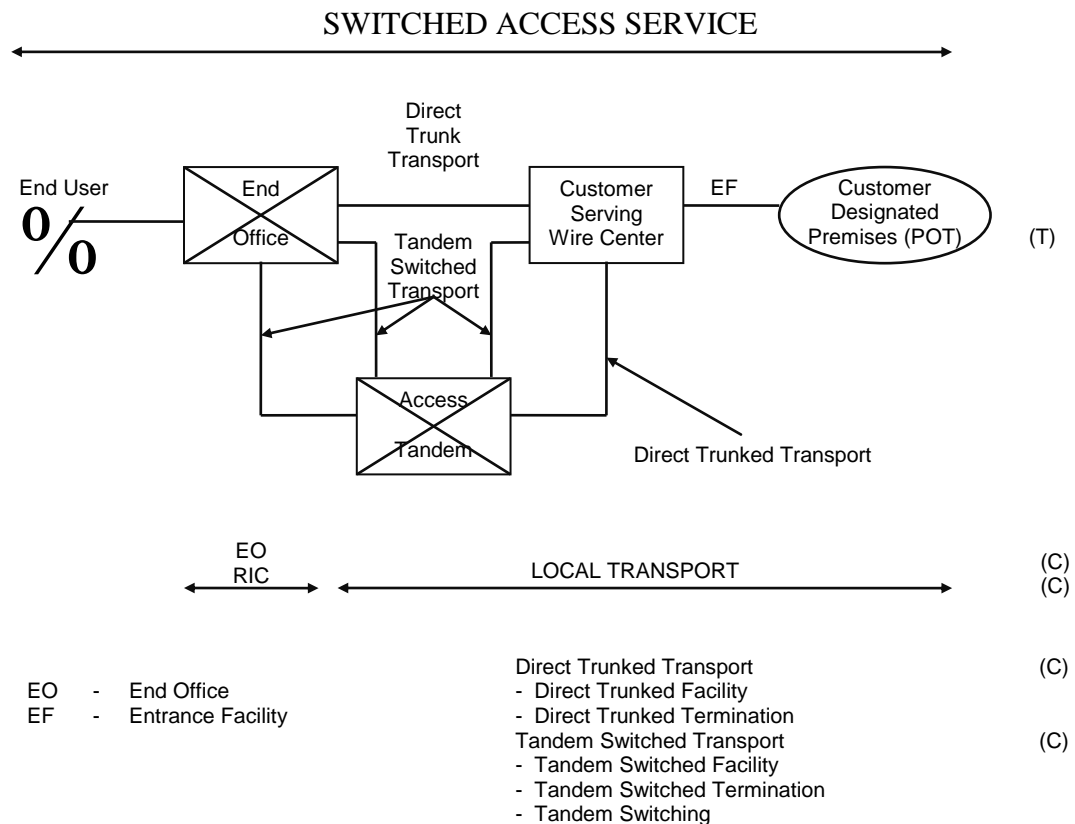 SWITCHED ACCESS SERVICE
Direct
Trunk
Transport
End User
0/0
End
Office
Customer
Serving
Wire Center
EF
Customer
Designated
Premises (POT)
(T)
Tandem
Switched
Transport
Access
Tandem
Direct Trunked Transport
EO
RIC
LOCAL TRANSPORT
(C)
(C)
EO - End Office
EF - Entrance Facility
Direct Trunked Transport (C)
- Direct Trunked Facility
- Direct Trunked Termination
Tandem Switched Transport (C)
- Tandem Switched Facility
- Tandem Switched Termination
- Tandem Switching